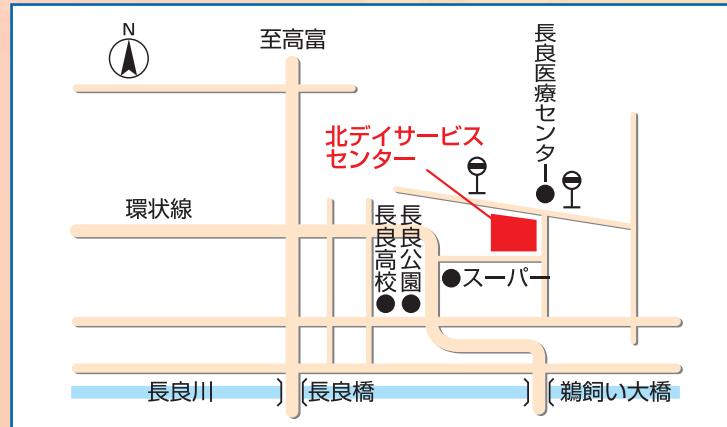 N
至高富
長良医療センター
北デイサービス
センター
環状線
長良高校
長良公園
スーパー
長良川
長良橋
鵜飼い大橋